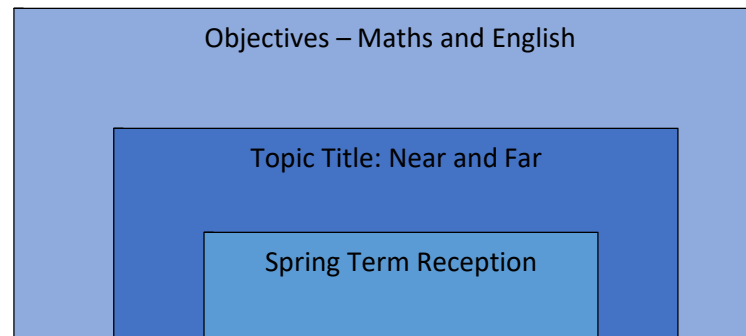 Objectives – Maths and English
Topic Title: Near and Far
Spring Term Reception